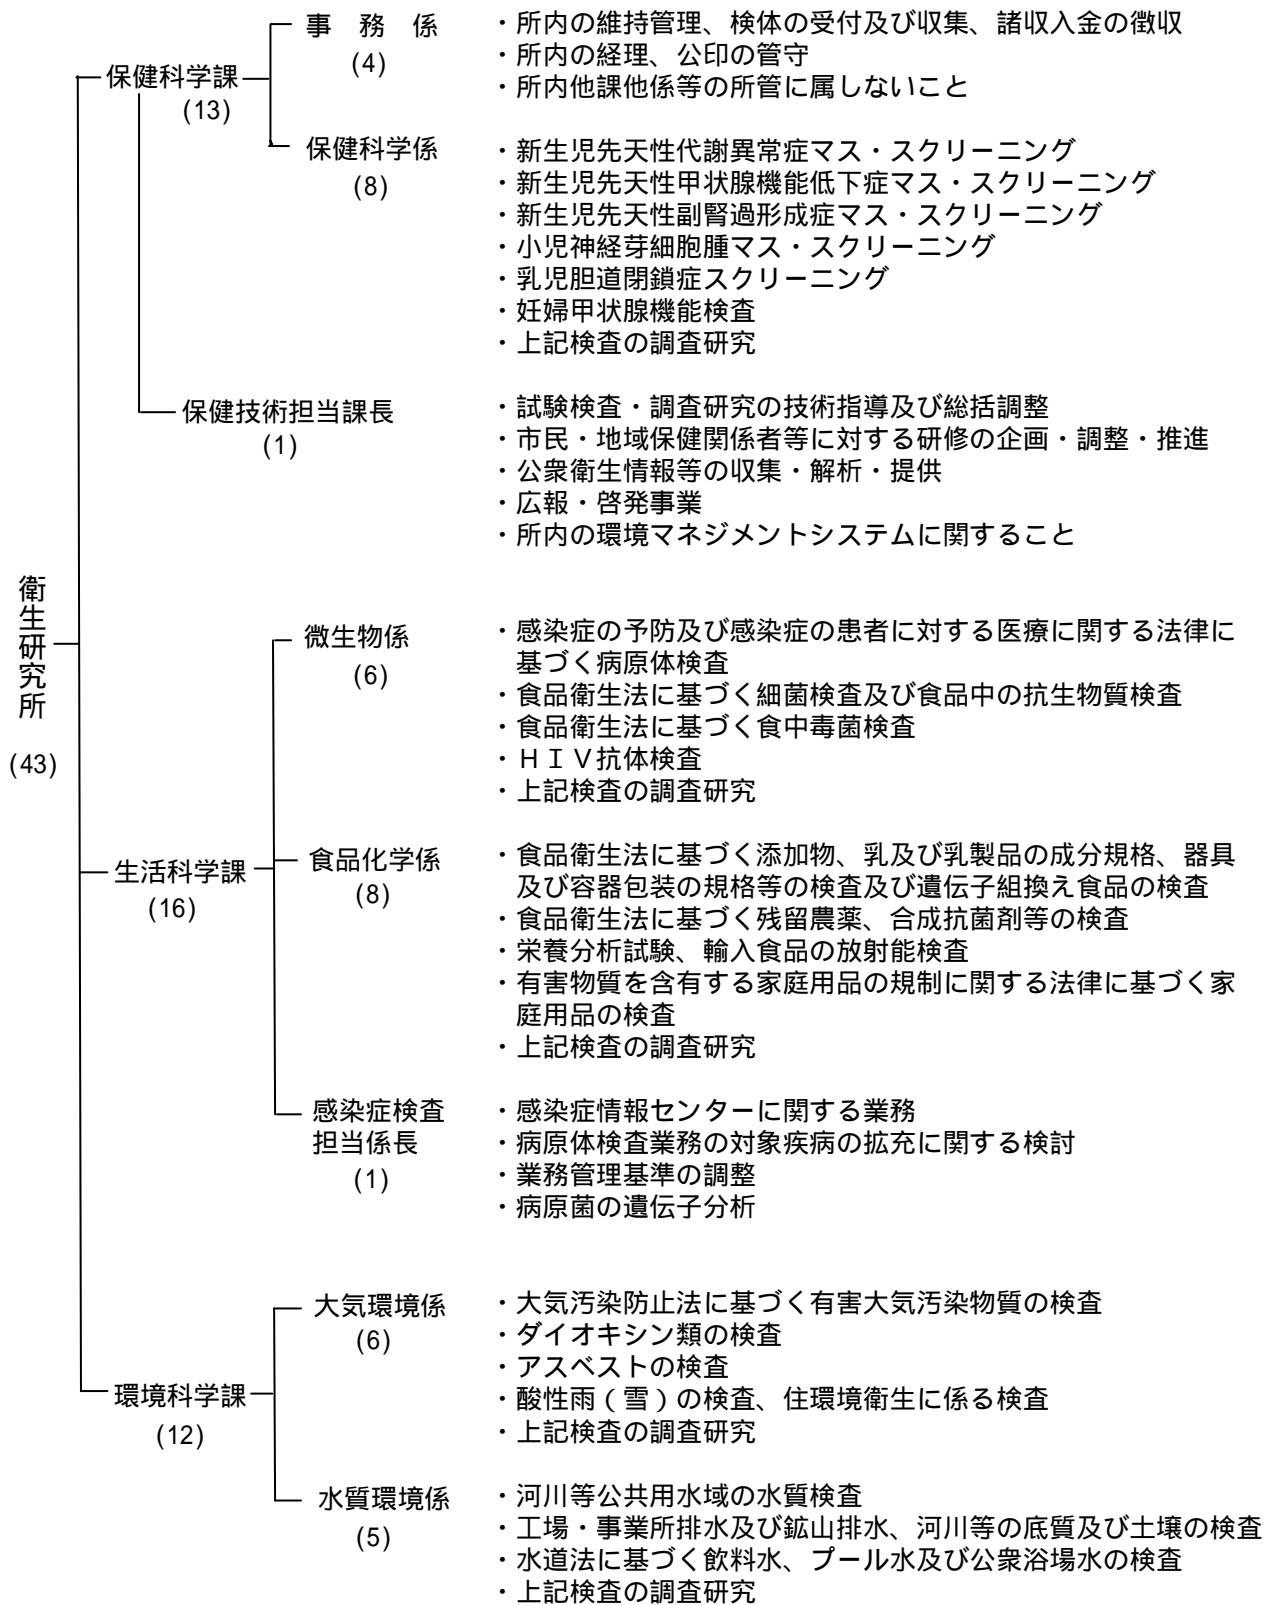 衛生研究所
(43)
保健科学課
(13)
事　務　係
(4)
・所内の維持管理、検体の受付及び収集、諸収入金の徴収
・所内の経理、公印の管守
・所内他課他係等の所管に属しないこと
保健科学係
(8)
・新生児先天性代謝異常症マス・スクリーニング
・新生児先天性甲状腺機能低下症マス・スクリーニング
・新生児先天性副腎過形成症マス・スクリーニング
・小児神経芽細胞腫マス・スクリーニング
・乳児胆道閉鎖症スクリーニング
・妊婦甲状腺機能検査
・上記検査の調査研究
保健技術担当課長
(1)
・試験検査・調査研究の技術指導及び総括調整
・市民・地域保健関係者等に対する研修の企画・調整・推進
・公衆衛生情報等の収集・解析・提供
・広報・啓発事業
・所内の環境マネジメントシステムに関すること
生活科学課
(16)
微生物係
(6)
・感染症の予防及び感染症の患者に対する医療に関する法律に
基づく病原体検査
・食品衛生法に基づく細菌検査及び食品中の抗生物質検査
・食品衛生法に基づく食中毒菌検査
・ＨＩＶ抗体検査
・上記検査の調査研究
食品化学係
(8)
・食品衛生法に基づく添加物、乳及び乳製品の成分規格、器具
及び容器包装の規格等の検査及び遺伝子組換え食品の検査
・食品衛生法に基づく残留農薬、合成抗菌剤等の検査
・栄養分析試験、輸入食品の放射能検査
・有害物質を含有する家庭用品の規制に関する法律に基づく家
庭用品の検査
・上記検査の調査研究
感染症検査
担当係長
(1)
・感染症情報センターに関する業務
・病原体検査業務の対象疾病の拡充に関する検討
・業務管理基準の調整
・病原菌の遺伝子分析
環境科学課
(12)
大気環境係
(6)
・大気汚染防止法に基づく有害大気汚染物質の検査
・ダイオキシン類の検査
・アスベストの検査
・酸性雨（雪）の検査、住環境衛生に係る検査
・上記検査の調査研究
水質環境係
(5)
・河川等公共用水域の水質検査
・工場・事業所排水及び鉱山排水、河川等の底質及び土壌の検査
・水道法に基づく飲料水、プール水及び公衆浴場水の検査
・上記検査の調査研究